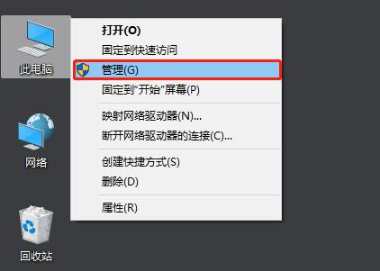 此电脑
网络
回收站
打开(O)
固定到快速访问
管理(G)
固定到"开始"屏幕(P)
映射网络驱动器(N)...
断开网络驱动器的连接(C)...
创建快捷方式(S)
删除(D)
属性(R)